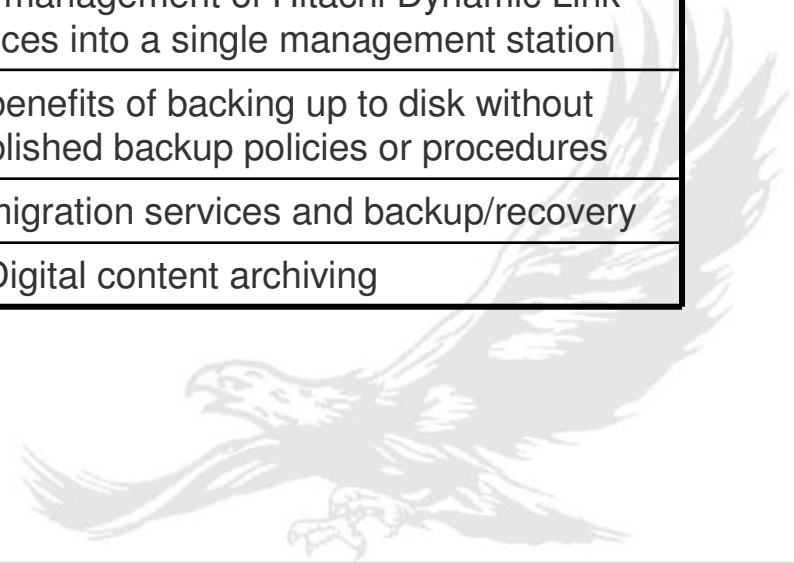 management of Hitachi Dynamic Link
ces into a single management station
benefits of backing up to disk without
blished backup policies or procedures
migration services and backup/recovery
Digital content archiving